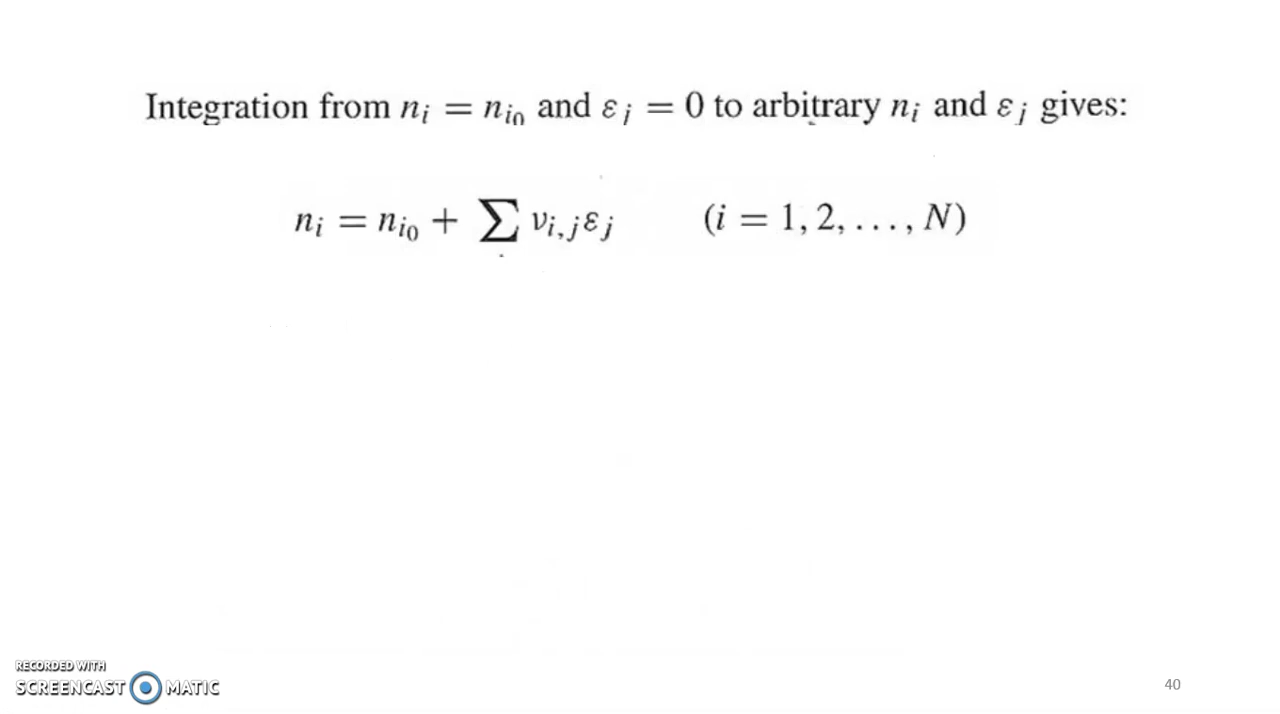 Integration from nᵢ = nᵢ₀ and εⱼ = 0 to arbitrary nᵢ and εⱼ gives:
nᵢ = nᵢ₀ + ∑ νᵢ,ⱼεⱼ (i = 1, 2, . . . , N)
RECORDED WITH
SCREENCAST MATIC
40